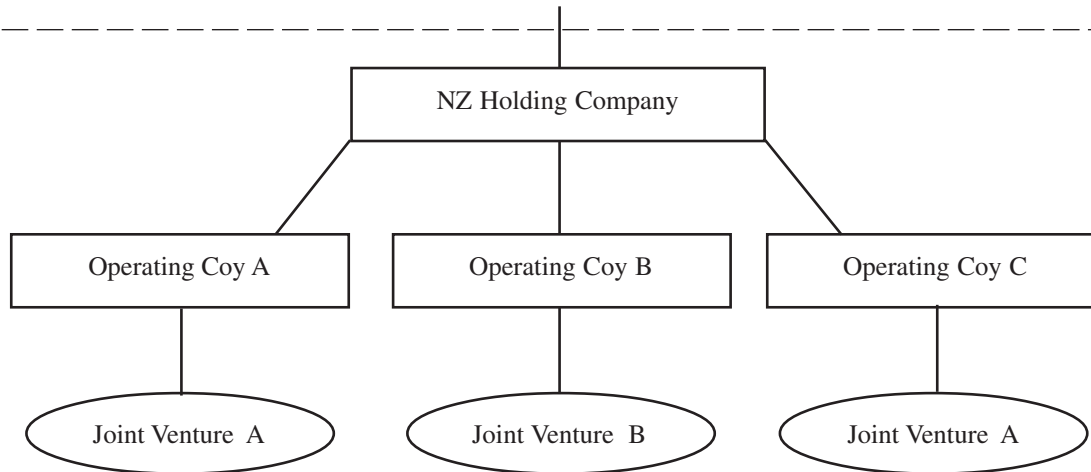 NZ Holding Company
Operating Coy A
Operating Coy B
Operating Coy C
Joint Venture A
Joint Venture B
Joint Venture A